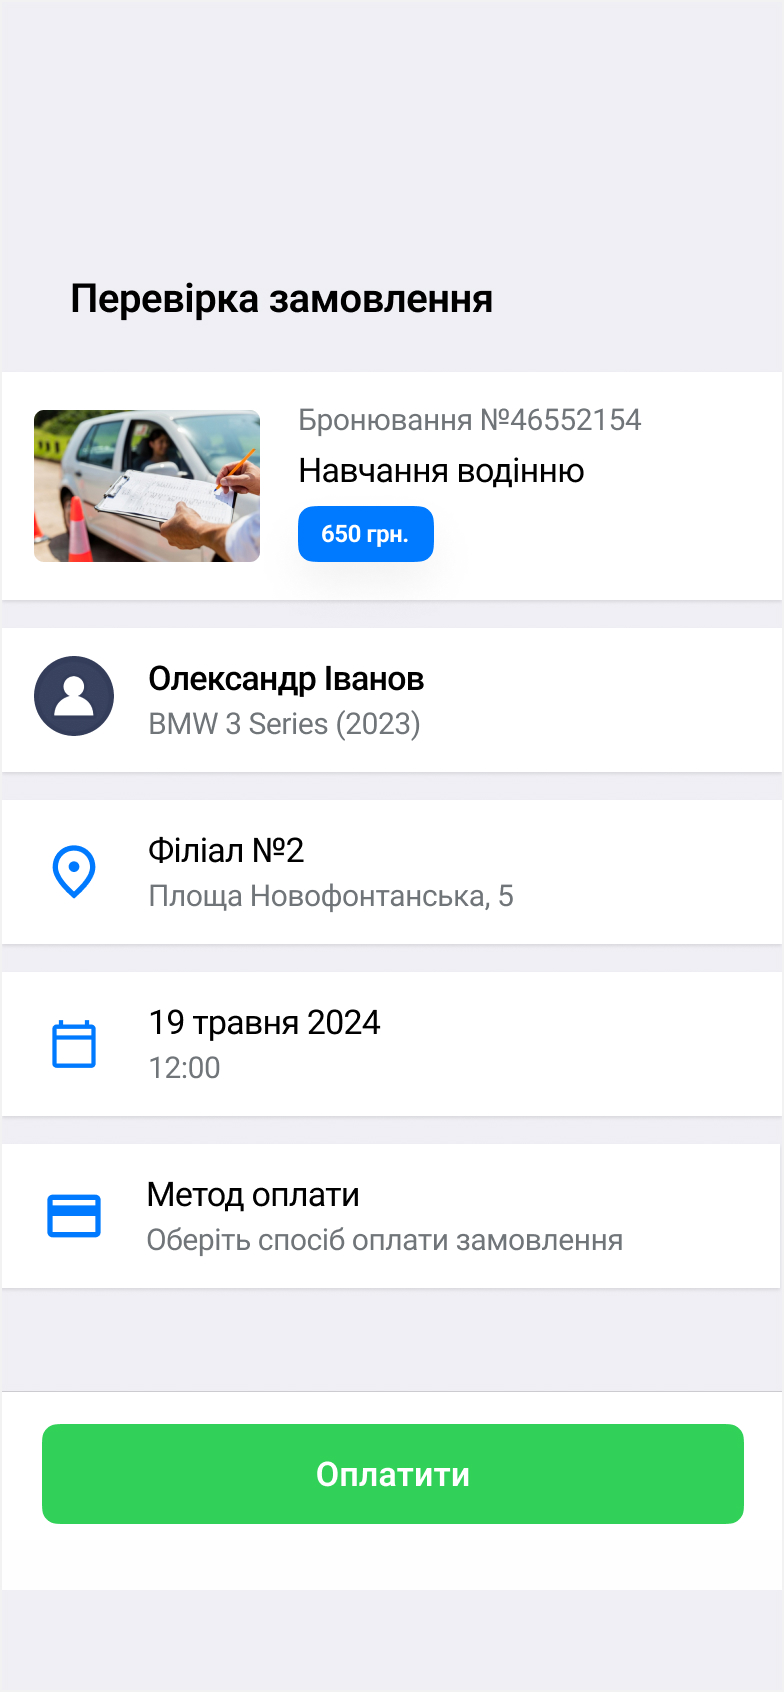 Перевірка замовлення
Бронювання №46552154
Навчання водінню
650 грн.
Олександр Іванов
BMW 3 Series (2023)
Філіал №2
Площа Новофонтанська, 5
19 травня 2024
12:00
Метод оплати
Оберіть спосіб оплати замовлення
Оплатити